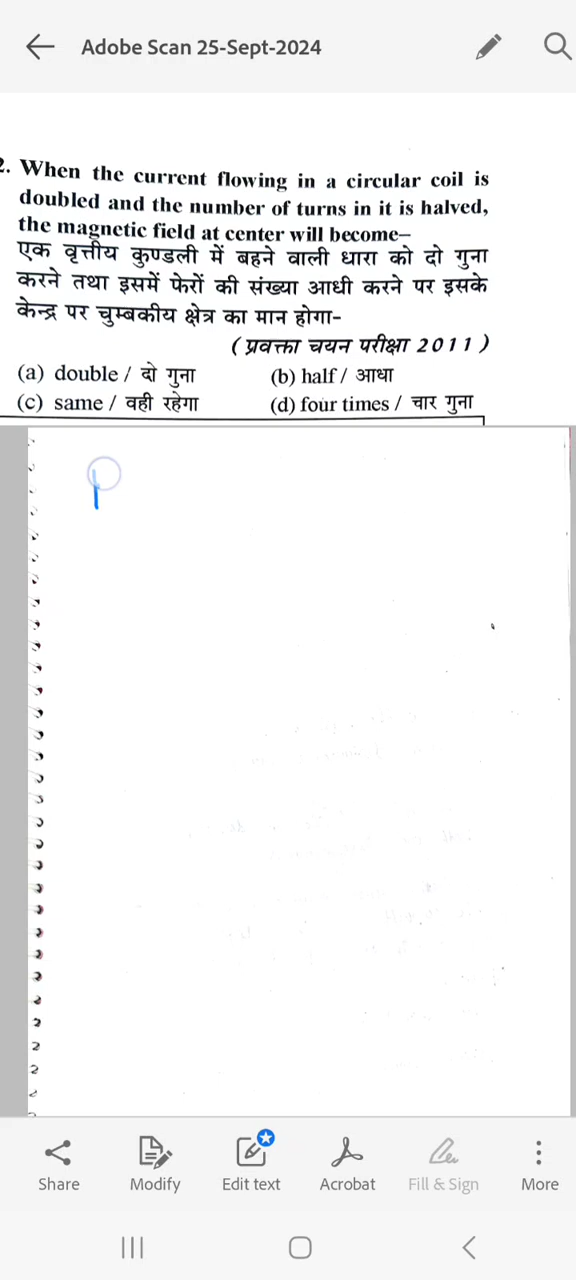 Adobe Scan 25-Sept-2024
2. When the current flowing in a circular coil is
doubled and the number of turns in it is halved,
the magnetic field at center will become–
एक वृत्तीय कुण्डली में बहने वाली धारा को दो गुना
करने तथा इसमें फेरों की संख्या आधी करने पर इसके
केन्द्र पर चुम्बकीय क्षेत्र का मान होगा-
(प्रवक्ता चयन परीक्षा 2011)
(a) double / दो गुना (b) half / आधा
(c) same / वही रहेगा (d) four times / चार गुना
Share Modify Edit text Acrobat Fill & Sign More